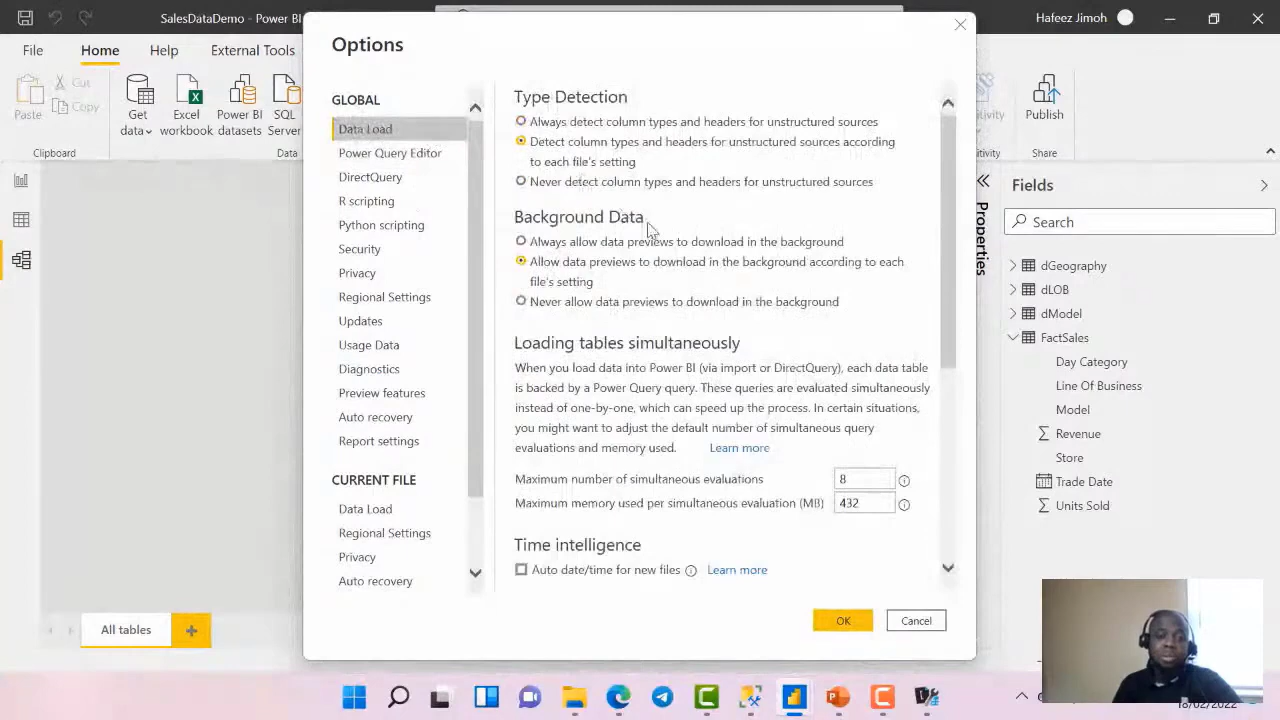 SalesDataDemo - Power BI
Hafeez Jimoh
File
Home
Help
External Tools
Paste
Cut
Copy
Get data
Excel workbook
Power BI datasets
SQL Server
Publish
Clipboard
Data
Share
Options
GLOBAL
Data Load
Power Query Editor
DirectQuery
R scripting
Python scripting
Security
Privacy
Regional Settings
Updates
Usage Data
Diagnostics
Preview features
Auto recovery
Report settings
CURRENT FILE
Data Load
Regional Settings
Privacy
Auto recovery
Type Detection
Always detect column types and headers for unstructured sources
Detect column types and headers for unstructured sources according
to each file's setting
Never detect column types and headers for unstructured sources
Background Data
Always allow data previews to download in the background
Allow data previews to download in the background according to each
file's setting
Never allow data previews to download in the background
Loading tables simultaneously
When you load data into Power BI (via import or DirectQuery), each data table
is backed by a Power Query query. These queries are evaluated simultaneously
instead of one-by-one, which can speed up the process. In certain situations,
you might want to adjust the default number of simultaneous query
evaluations and memory used. Learn more
Maximum number of simultaneous evaluations 8
Maximum memory used per simultaneous evaluation (MB) 432
Time intelligence
Auto date/time for new files Learn more
OK
Cancel
Properties
Fields
Search
dGeography
dLOB
dModel
FactSales
Day Category
Line Of Business
Model
Revenue
Store
Trade Date
Units Sold
All tables
18/02/2022